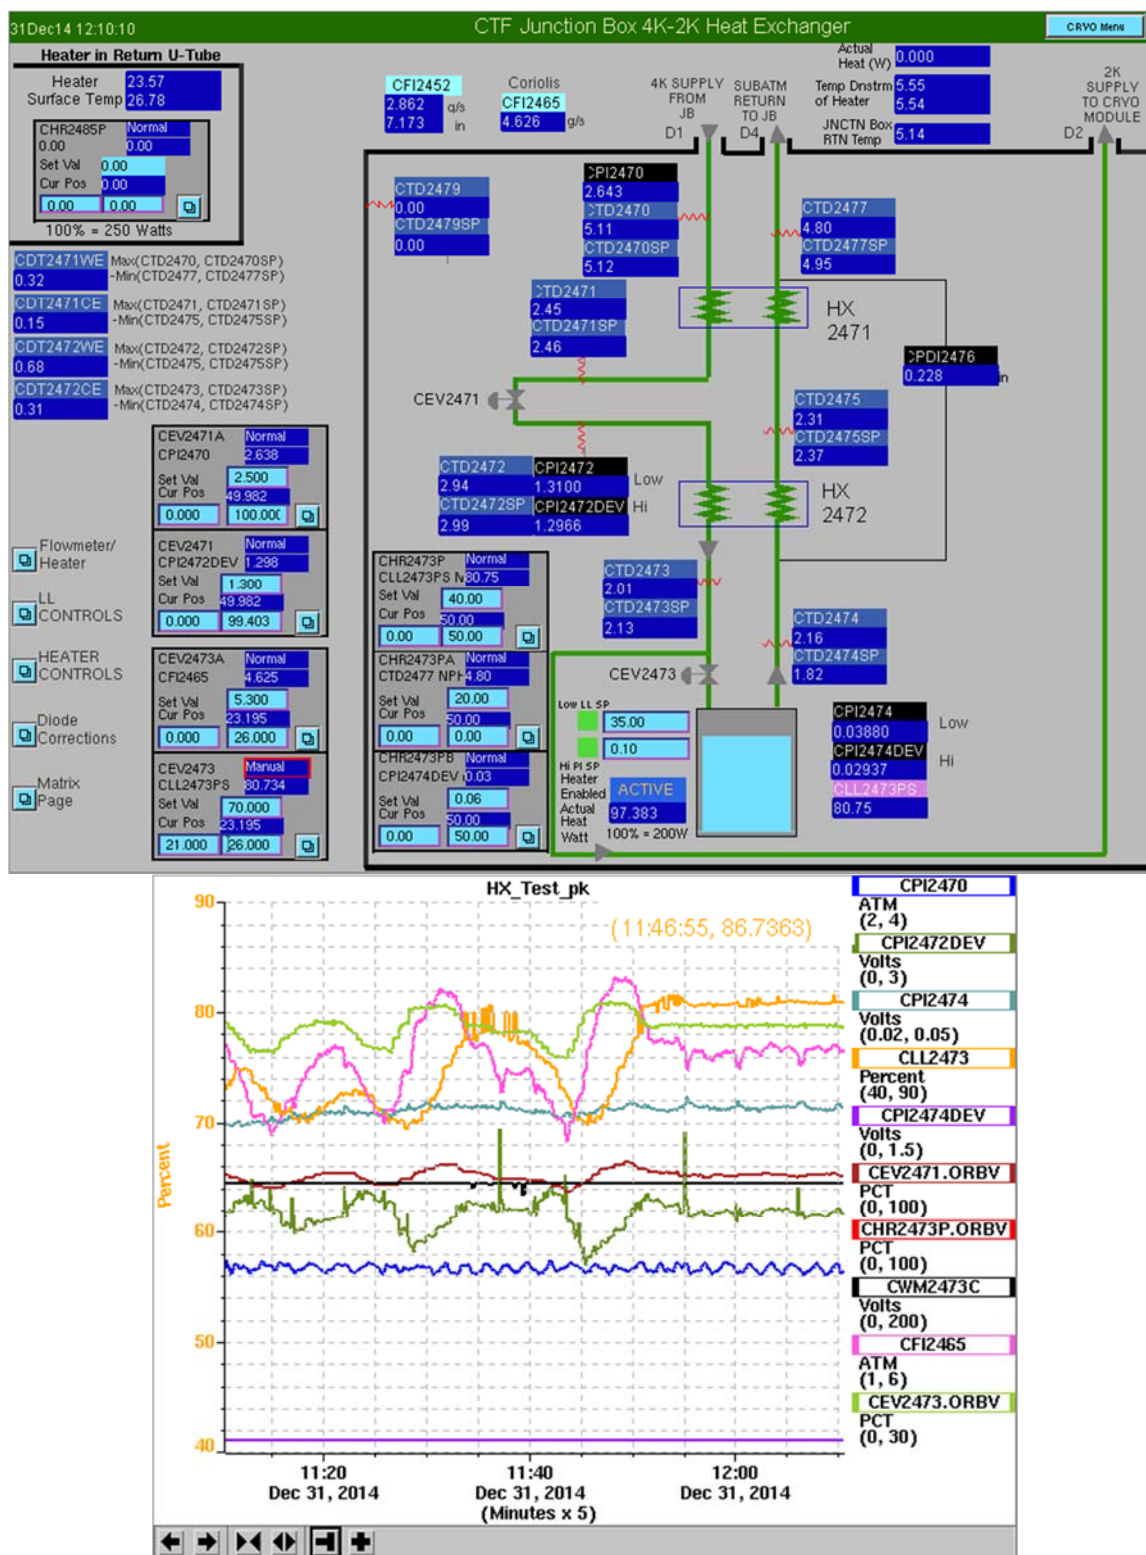 31Dec14 12:10:10
CTF Junction Box 4K-2K Heat Exchanger
CRYO Menu
Heater in Return U-Tube
Heater 23.57
Surface Temp 26.78
CHR2485P Normal
0.00 0.00
Set Val 0.00
Cur Pos 0.00
0.00 0.00
100% = 250 Watts
CFI2452
2.862 g/s
7.173 in
Coriolis
CFI2465
4.626 g/s
4K SUPPLY
FROM
JB
D1
SUBATM
RETURN
TO JB
D4
Actual
Heat (W) 0.000
Temp Dnstrm 5.55
of Heater 5.54
JNCTN Box
RTN Temp 5.14
2K
SUPPLY
TO CRYO
MODULE
D2
CTD2479
0.00
CTD2479SP
0.00
CPI2470
2.643
CTD2470
5.11
CTD2470SP
5.12
CTD2477
4.80
CTD2477SP
4.95
CDT2471WE Max(CTD2470, CTD2470SP)
0.32 -Min(CTD2477, CTD2477SP)
CDT2471CE Max(CTD2471, CTD2471SP)
0.15 -Min(CTD2475, CTD2475SP)
CDT2472WE Max(CTD2472, CTD2472SP)
0.68 -Min(CTD2475, CTD2475SP)
CDT2472CE Max(CTD2473, CTD2473SP)
0.31 -Min(CTD2474, CTD2474SP)
CTD2471
2.45
CTD2471SP
2.46
HX
2471
CPDI2476
0.228 in
CEV2471
CTD2475
2.31
CTD2475SP
2.37
CTD2472 CPI2472
2.94 1.3100 Low
CTD2472SP CPI2472DEV Hi
2.99 1.2966
HX
2472
CEV2471A Normal
CPI2470 2.638
Set Val 2.500
Cur Pos 49.982
0.000 100.000
CEV2471 Normal
CPI2472DEV 1.298
Set Val 1.300
Cur Pos 49.982
0.000 99.403
CEV2473A Normal
CFI2465 4.625
Set Val 5.300
Cur Pos 23.195
0.000 26.000
CEV2473 Manual
CLL2473PS 80.734
Set Val 70.000
Cur Pos 23.195
21.000 26.000
Flowmeter/
Heater
LL
CONTROLS
HEATER
CONTROLS
Diode
Corrections
Matrix
Page
CHR2473P Normal
CLL2473PS N 80.75
Set Val 40.00
Cur Pos 50.00
0.00 50.00
CHR2473PA Normal
CTD2477 NPH 4.80
Set Val 20.00
Cur Pos 50.00
0.00 0.00
CHR2473PB Normal
CPI2474DEV 0.03
Set Val 0.06
Cur Pos 50.00
0.00 50.00
CTD2473
2.01
CTD2473SP
2.13
CTD2474
2.16
CTD2474SP
1.82
CEV2473
Low LL SP
35.00
0.10
Hi PI SP
Heater
Enabled ACTIVE
Actual 97.383
Heat
Watt 100% = 200W
CPI2474
0.03880 Low
CPI2474DEV
0.02937 Hi
CLL2473PS
80.75
HX_Test_pk
(11:46:55, 86.7363)
90
80
70
60
50
40
Percent
11:20 11:40 12:00
Dec 31, 2014 Dec 31, 2014 Dec 31, 2014
(Minutes x 5)
CPI2470
ATM
(2, 4)
CPI2472DEV
Volts
(0, 3)
CPI2474
Volts
(0.02, 0.05)
CLL2473
Percent
(40, 90)
CPI2474DEV
Volts
(0, 1.5)
CEV2471.ORBV
PCT
(0, 100)
CHR2473P.ORBV
PCT
(0, 100)
CWM2473C
Volts
(0, 200)
CFI2465
ATM
(1, 6)
CEV2473.ORBV
PCT
(0, 30)